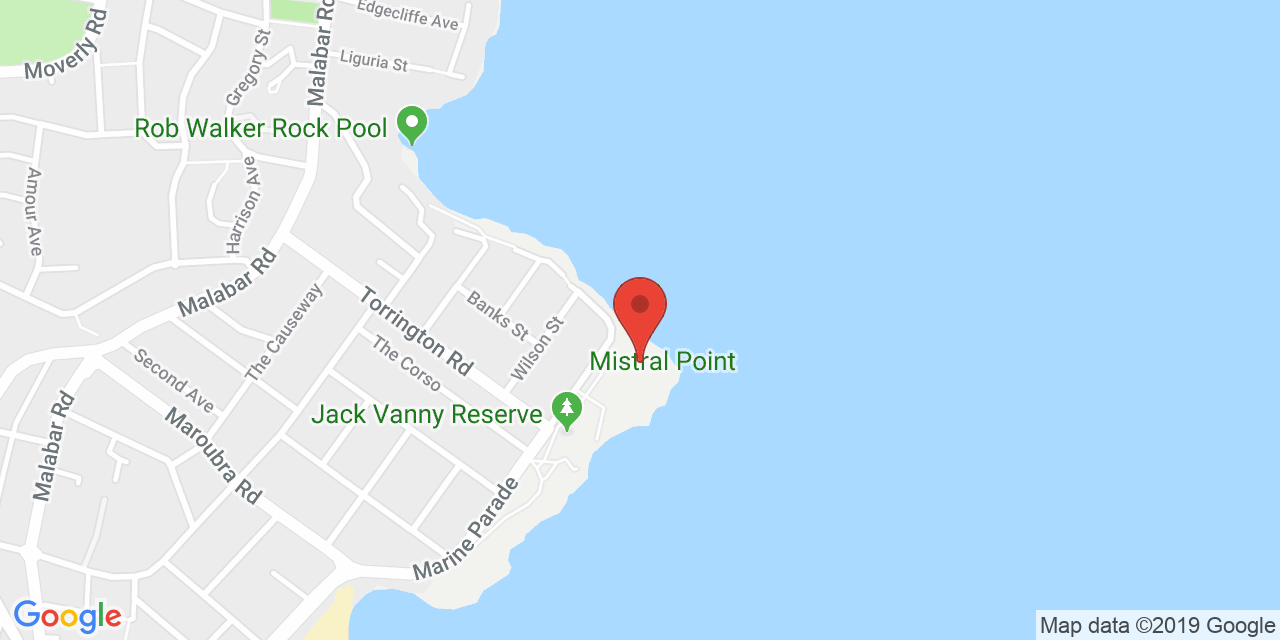 Edgecliffe Ave
Malabar Rd
Moverly Rd
Gregory St
Liguria St
Rob Walker Rock Pool
Amour Ave
Harrison Ave
Malabar Rd
The Causeway
Torrington Rd
Banks St
Wilson St
The Corso
Mistral Point
Second Ave
Jack Vanny Reserve
Malabar Rd
Maroubra Rd
Marine Parade
Google
Map data ©2019 Google